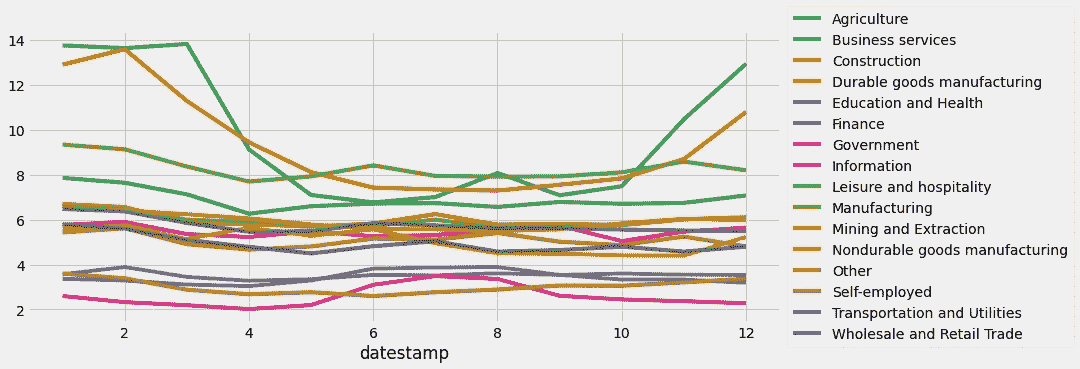 14
12
10
8
6
4
2
2 4 6 8 10 12
datestamp
Agriculture
Business services
Construction
Durable goods manufacturing
Education and Health
Finance
Government
Information
Leisure and hospitality
Manufacturing
Mining and Extraction
Nondurable goods manufacturing
Other
Self-employed
Transportation and Utilities
Wholesale and Retail Trade